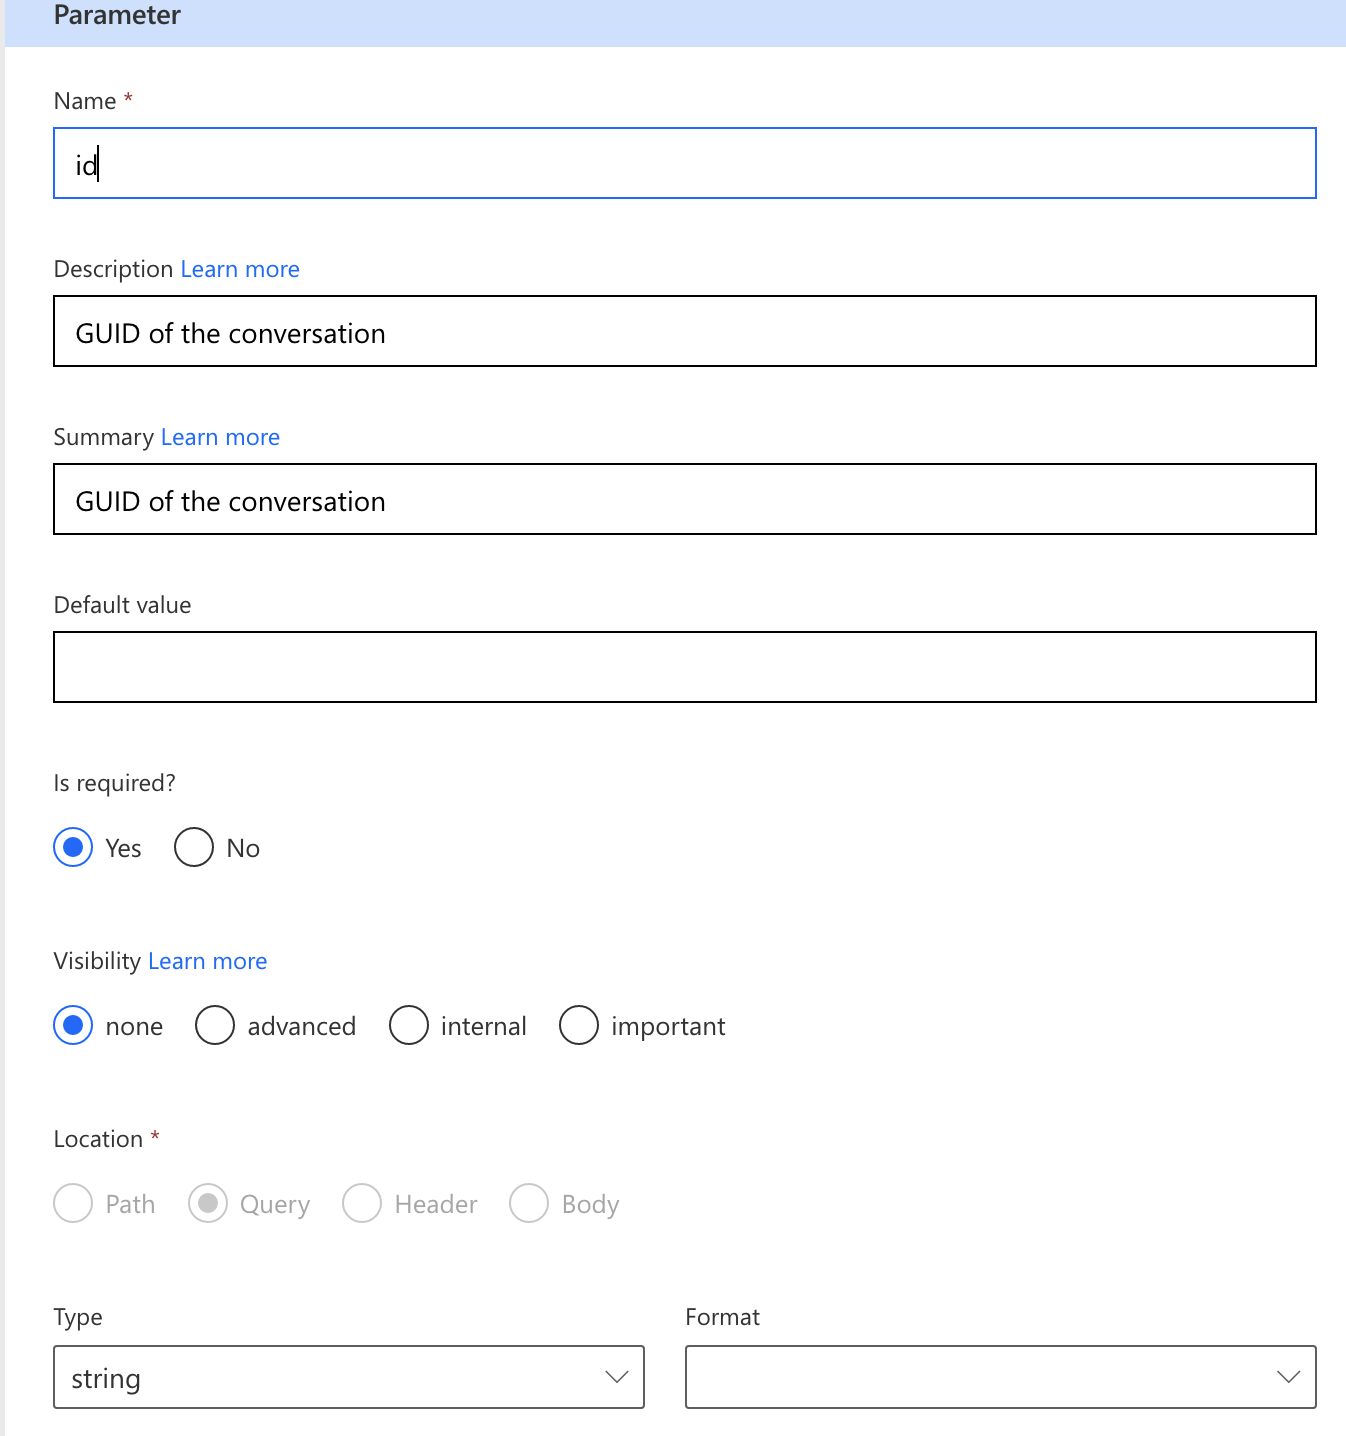 Parameter
Name *
id
Description Learn more
GUID of the conversation
Summary Learn more
GUID of the conversation
Default value
Is required?
Yes No
Visibility Learn more
none advanced internal important
Location *
Path Query Header Body
Type Format
string